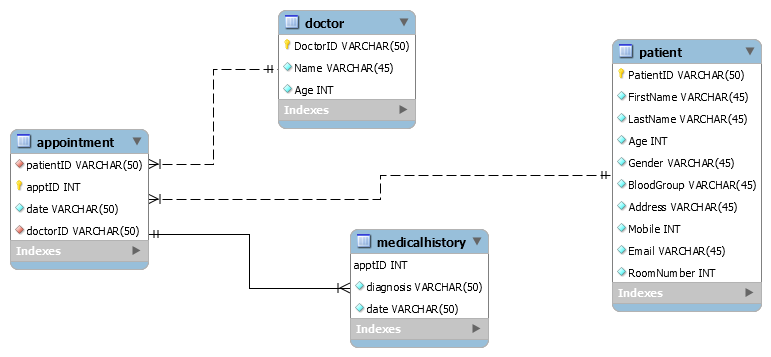 doctor
DoctorID VARCHAR(50)
Name VARCHAR(45)
Age INT
Indexes
patient
PatientID VARCHAR(50)
FirstName VARCHAR(45)
LastName VARCHAR(45)
Age INT
Gender VARCHAR(45)
BloodGroup VARCHAR(45)
Address VARCHAR(45)
Mobile INT
Email VARCHAR(45)
RoomNumber INT
Indexes
appointment
patientID VARCHAR(50)
apptID INT
date VARCHAR(50)
doctorID VARCHAR(50)
Indexes
medicalhistory
apptID INT
diagnosis VARCHAR(50)
date VARCHAR(50)
Indexes